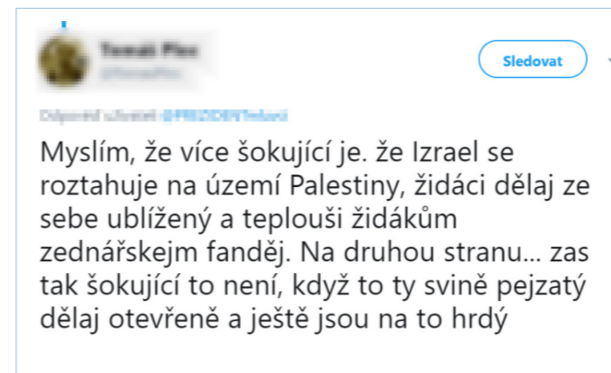 Sledovat
Myslím, že více šokující je. že Izrael se
roztahuje na území Palestiny, židáci dělaj ze
sebe ublížený a teplouši židákům
zednářskejm fanděj. Na druhou stranu... zas
tak šokující to není, když to ty svině pejzatý
dělaj otevřeně a ještě jsou na to hrdý